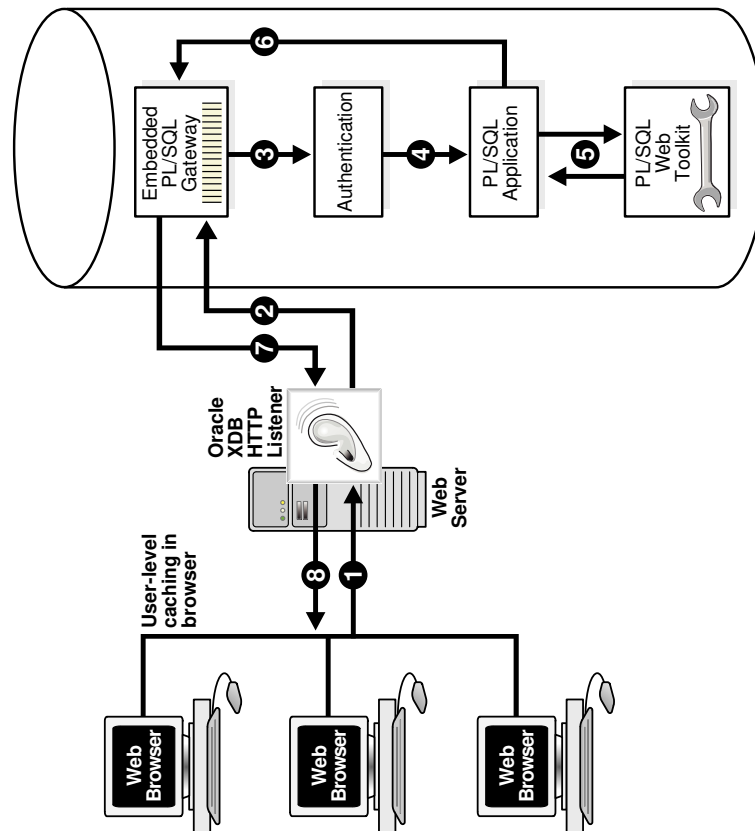 User-level
caching in
browser
Web
Browser
Web
Browser
Web
Browser
8
1
Oracle
XDB
HTTP
Listener
Web
Server
7
2
Embedded
PL/SQL
Gateway
3
Authentication
4
PL/SQL
Application
5
PL/SQL
Web
Toolkit
6